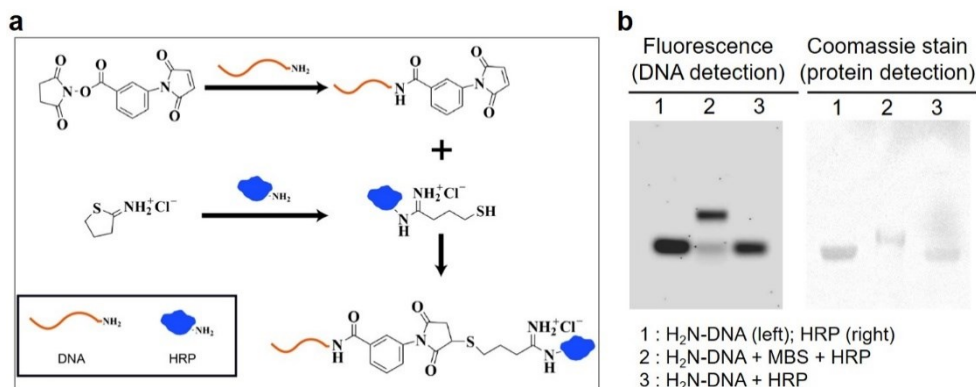 a
b
O
O
N
O
O
O
N
O
O
NH₂
O
N
H
N
O
O
+
S
NH₂⁺Cl⁻
NH₂
NH₂⁺Cl⁻
N
H
SH
NH₂
NH₂
DNA
HRP
O
N
H
O
N
O
S
NH₂⁺Cl⁻
N
H
Fluorescence
(DNA detection)
Coomassie stain
(protein detection)
1 2 3
1 2 3
1 : H₂N-DNA (left); HRP (right)
2 : H₂N-DNA + MBS + HRP
3 : H₂N-DNA + HRP